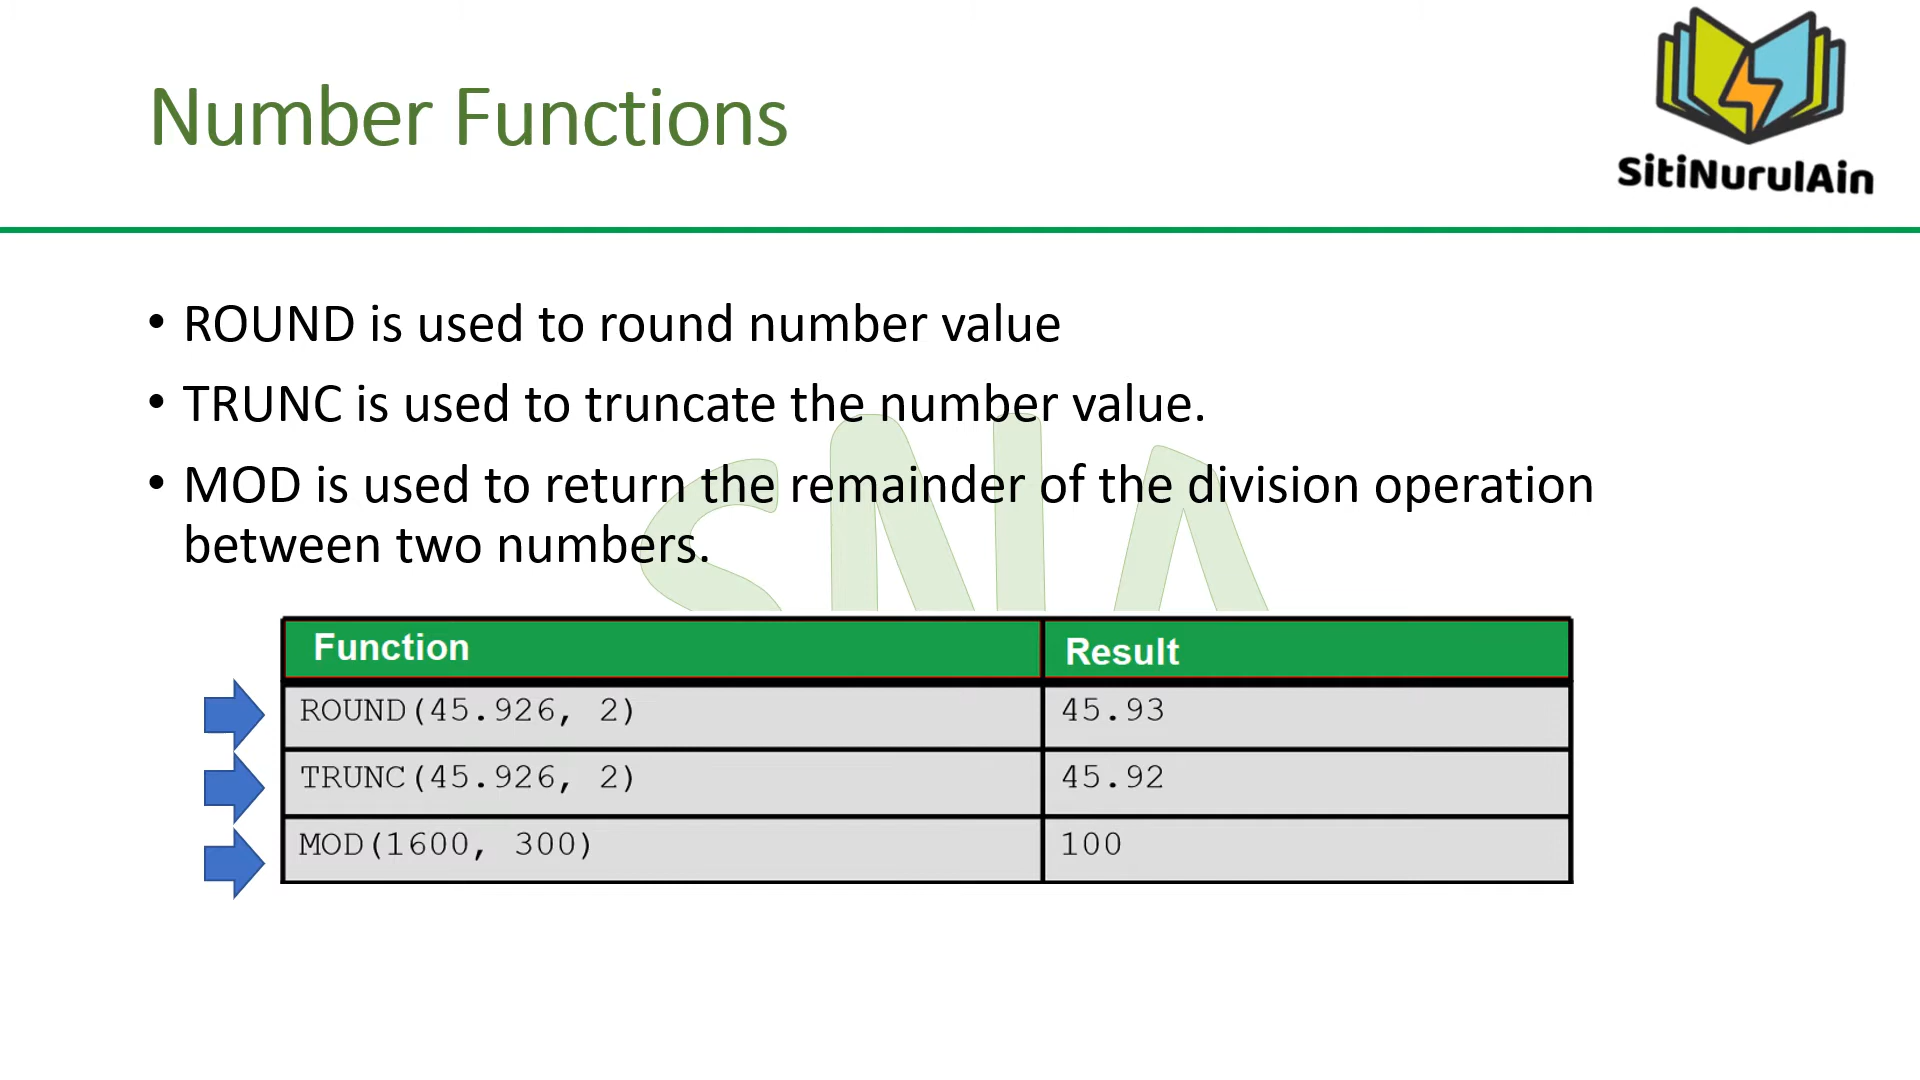 SitiNurulAin
Number Functions
• ROUND is used to round number value
• TRUNC is used to truncate the number value.
• MOD is used to return the remainder of the division operation
between two numbers.
SNA
Function Result
ROUND(45.926, 2) 45.93
TRUNC(45.926, 2) 45.92
MOD(1600, 300) 100